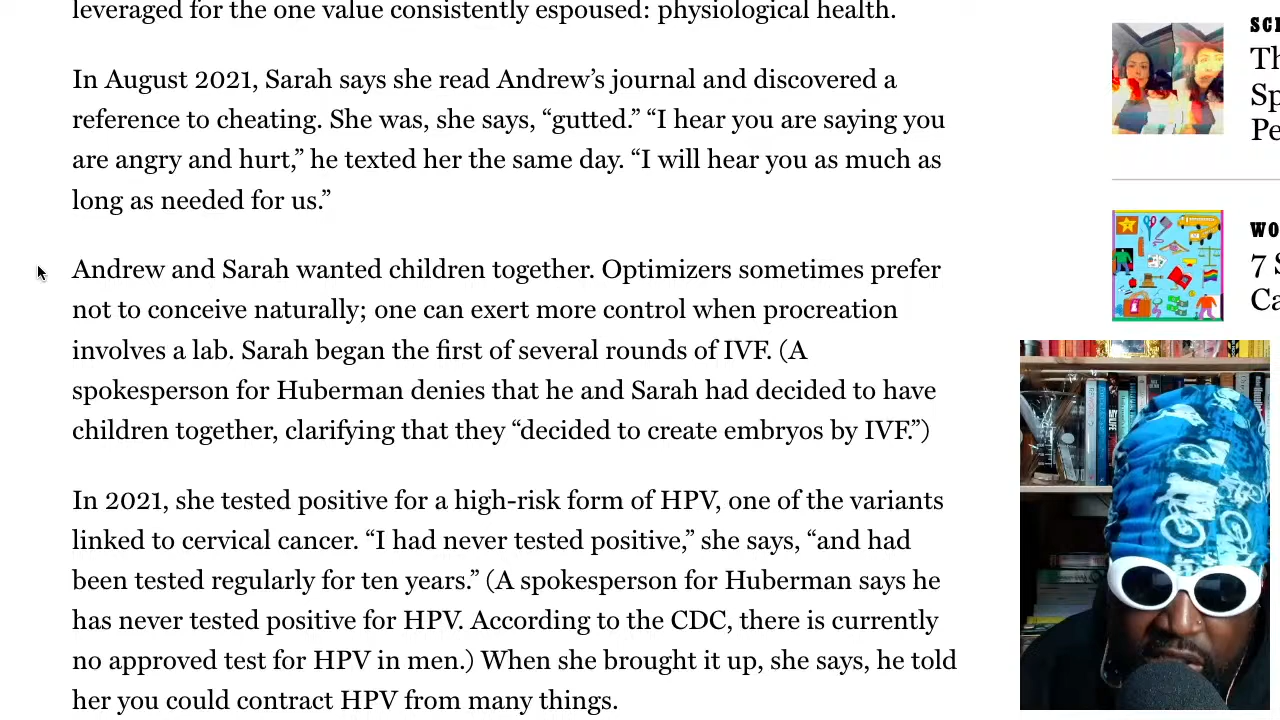 leveraged for the one value consistently espoused: physiological health.
In August 2021, Sarah says she read Andrew’s journal and discovered a
reference to cheating. She was, she says, “gutted.” “I hear you are saying you
are angry and hurt,” he texted her the same day. “I will hear you as much as
long as needed for us.”
Andrew and Sarah wanted children together. Optimizers sometimes prefer
not to conceive naturally; one can exert more control when procreation
involves a lab. Sarah began the first of several rounds of IVF. (A
spokesperson for Huberman denies that he and Sarah had decided to have
children together, clarifying that they “decided to create embryos by IVF.”)
In 2021, she tested positive for a high-risk form of HPV, one of the variants
linked to cervical cancer. “I had never tested positive,” she says, “and had
been tested regularly for ten years.” (A spokesperson for Huberman says he
has never tested positive for HPV. According to the CDC, there is currently
no approved test for HPV in men.) When she brought it up, she says, he told
her you could contract HPV from many things.
Th
Sp
Pe
WO
7 S
Ca